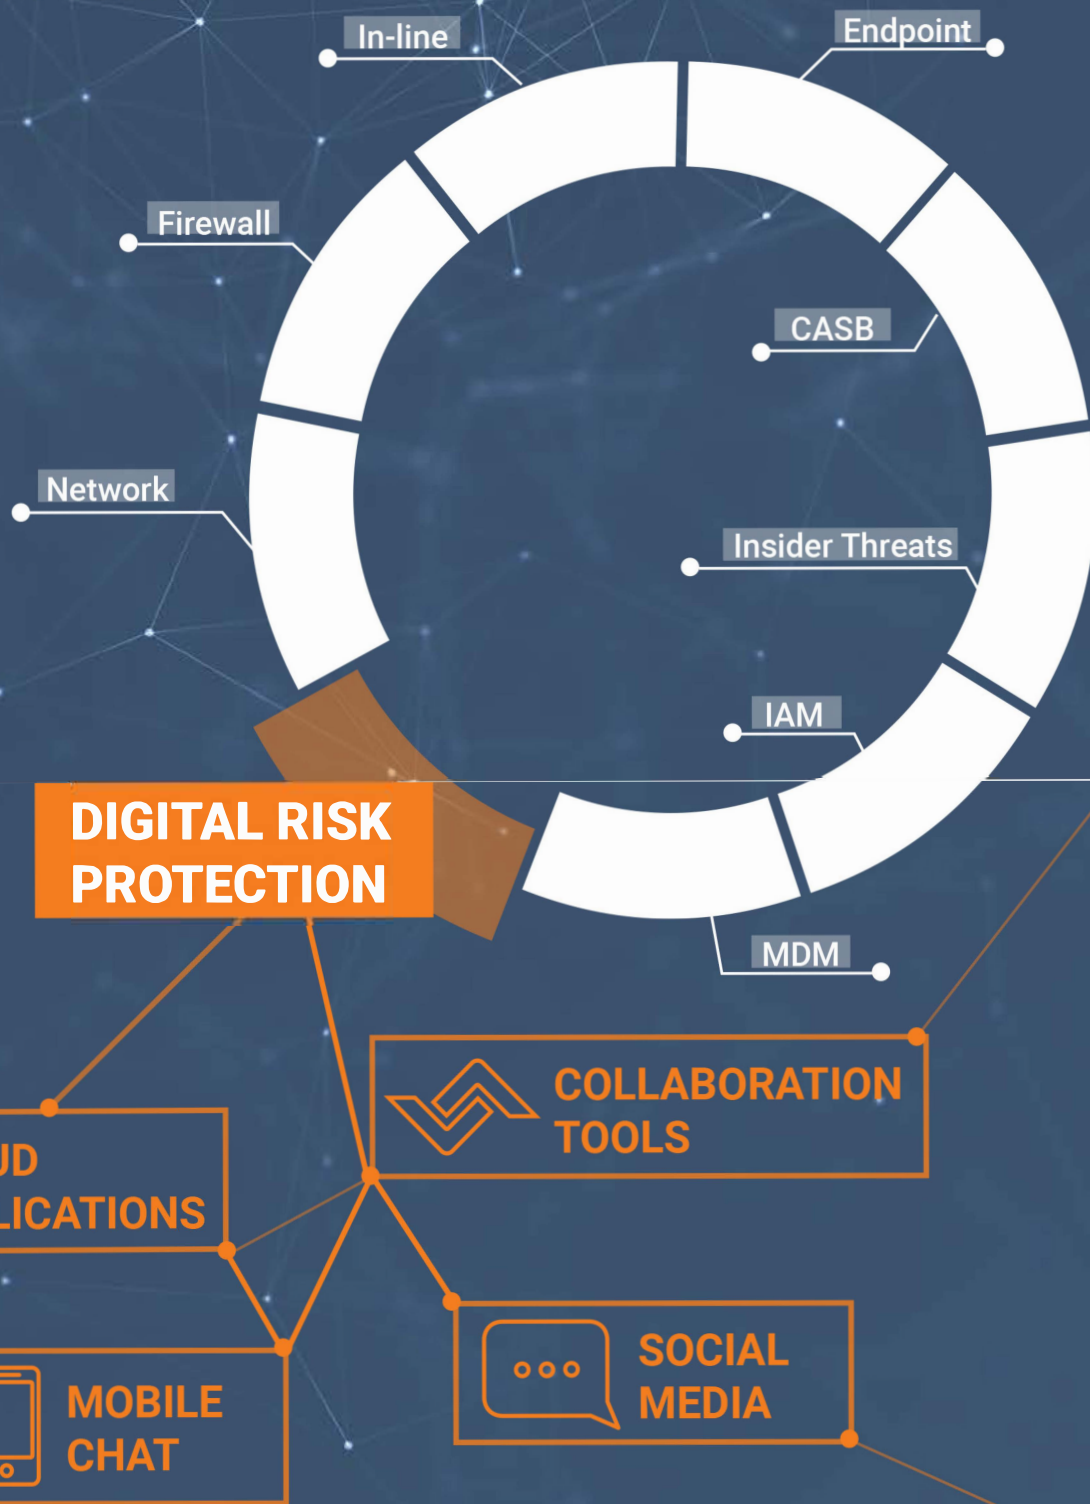 In-line
Endpoint
Firewall
CASB
Network
Insider Threats
IAM
DIGITAL RISK
PROTECTION
MDM
COLLABORATION
TOOLS
LICATIONS
SOCIAL
MEDIA
MOBILE
CHAT